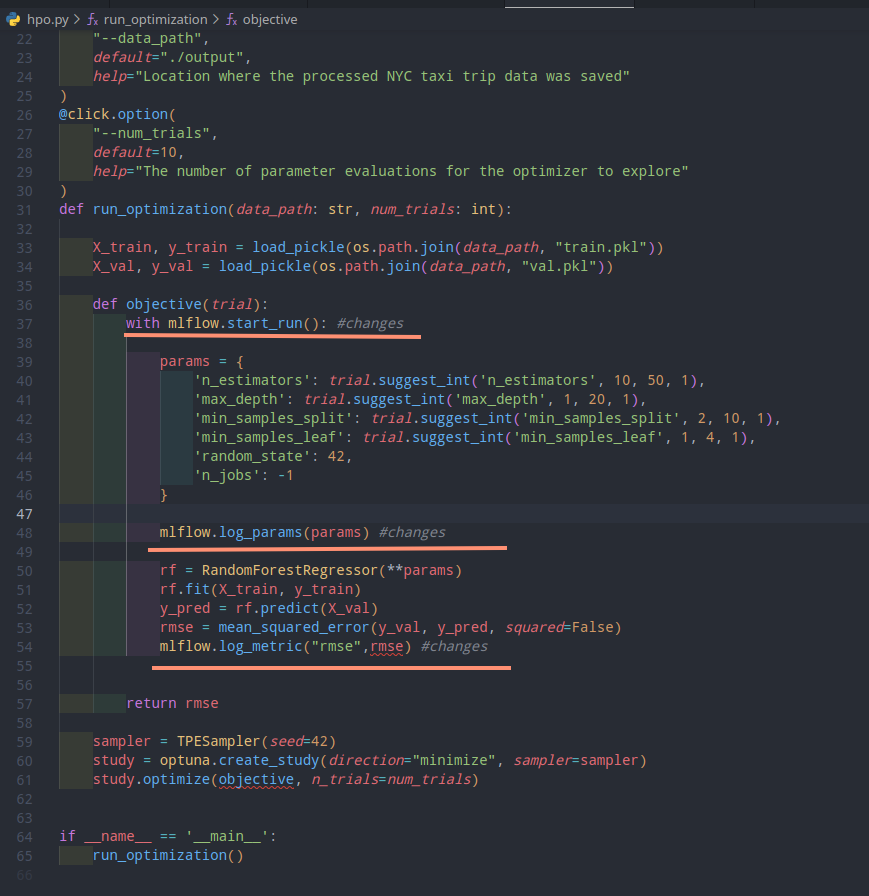 hpo.py > run_optimization > objective
22 "--data_path",
23 default="./output",
24 help="Location where the processed NYC taxi trip data was saved"
25 )
26 @click.option(
27 "--num_trials",
28 default=10,
29 help="The number of parameter evaluations for the optimizer to explore"
30 )
31 def run_optimization(data_path: str, num_trials: int):
32
33 X_train, y_train = load_pickle(os.path.join(data_path, "train.pkl"))
34 X_val, y_val = load_pickle(os.path.join(data_path, "val.pkl"))
35
36 def objective(trial):
37 with mlflow.start_run(): #changes
38
39 params = {
40 'n_estimators': trial.suggest_int('n_estimators', 10, 50, 1),
41 'max_depth': trial.suggest_int('max_depth', 1, 20, 1),
42 'min_samples_split': trial.suggest_int('min_samples_split', 2, 10, 1),
43 'min_samples_leaf': trial.suggest_int('min_samples_leaf', 1, 4, 1),
44 'random_state': 42,
45 'n_jobs': -1
46 }
47
48 mlflow.log_params(params) #changes
49
50 rf = RandomForestRegressor(**params)
51 rf.fit(X_train, y_train)
52 y_pred = rf.predict(X_val)
53 rmse = mean_squared_error(y_val, y_pred, squared=False)
54 mlflow.log_metric("rmse",rmse) #changes
55
56
57 return rmse
58
59 sampler = TPESampler(seed=42)
60 study = optuna.create_study(direction="minimize", sampler=sampler)
61 study.optimize(objective, n_trials=num_trials)
62
63
64 if __name__ == '__main__':
65 run_optimization()
66